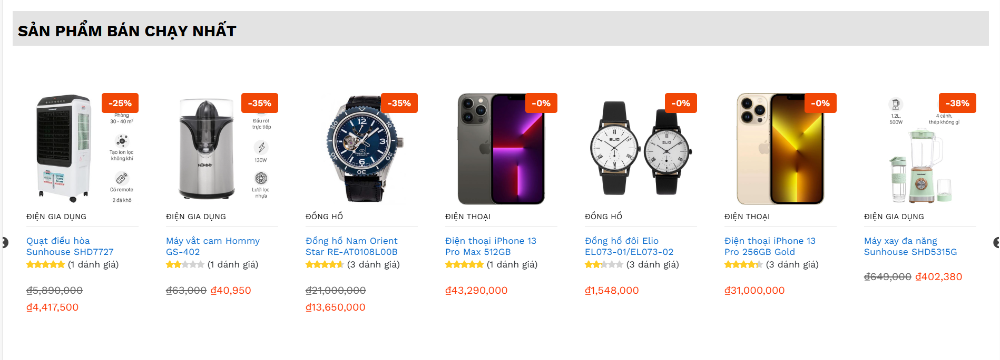 SẢN PHẨM BÁN CHẠY NHẤT
-25%
Phòng
30 - 40 m²
Tạo ion lọc
không khí
Có remote
2 đá khô
ĐIỆN GIA DỤNG
Quạt điều hòa
Sunhouse SHD7727
(1 đánh giá)
₫5,890,000
₫4,417,500
-35%
Đầu rót
trực tiếp
130W
Lưới lọc
nhựa
HOMMY
ĐIỆN GIA DỤNG
Máy vắt cam Hommy
GS-402
(1 đánh giá)
₫63,000 ₫40,950
-35%
ĐỒNG HỒ
Đồng hồ Nam Orient
Star RE-AT0108L00B
(3 đánh giá)
₫21,000,000
₫13,650,000
-0%
ĐIỆN THOẠI
Điện thoại iPhone 13
Pro Max 512GB
(1 đánh giá)
₫43,290,000
-0%
ELIO
ELIO
ĐỒNG HỒ
Đồng hồ đôi Elio
EL073-01/EL073-02
(3 đánh giá)
₫1,548,000
-0%
ĐIỆN THOẠI
Điện thoại iPhone 13
Pro 256GB Gold
(3 đánh giá)
₫31,000,000
-38%
1.2L,
500W
4 cánh,
thép không gỉ
ĐIỆN GIA DỤNG
Máy xay đa năng
Sunhouse SHD5315G
₫649,000 ₫402,380